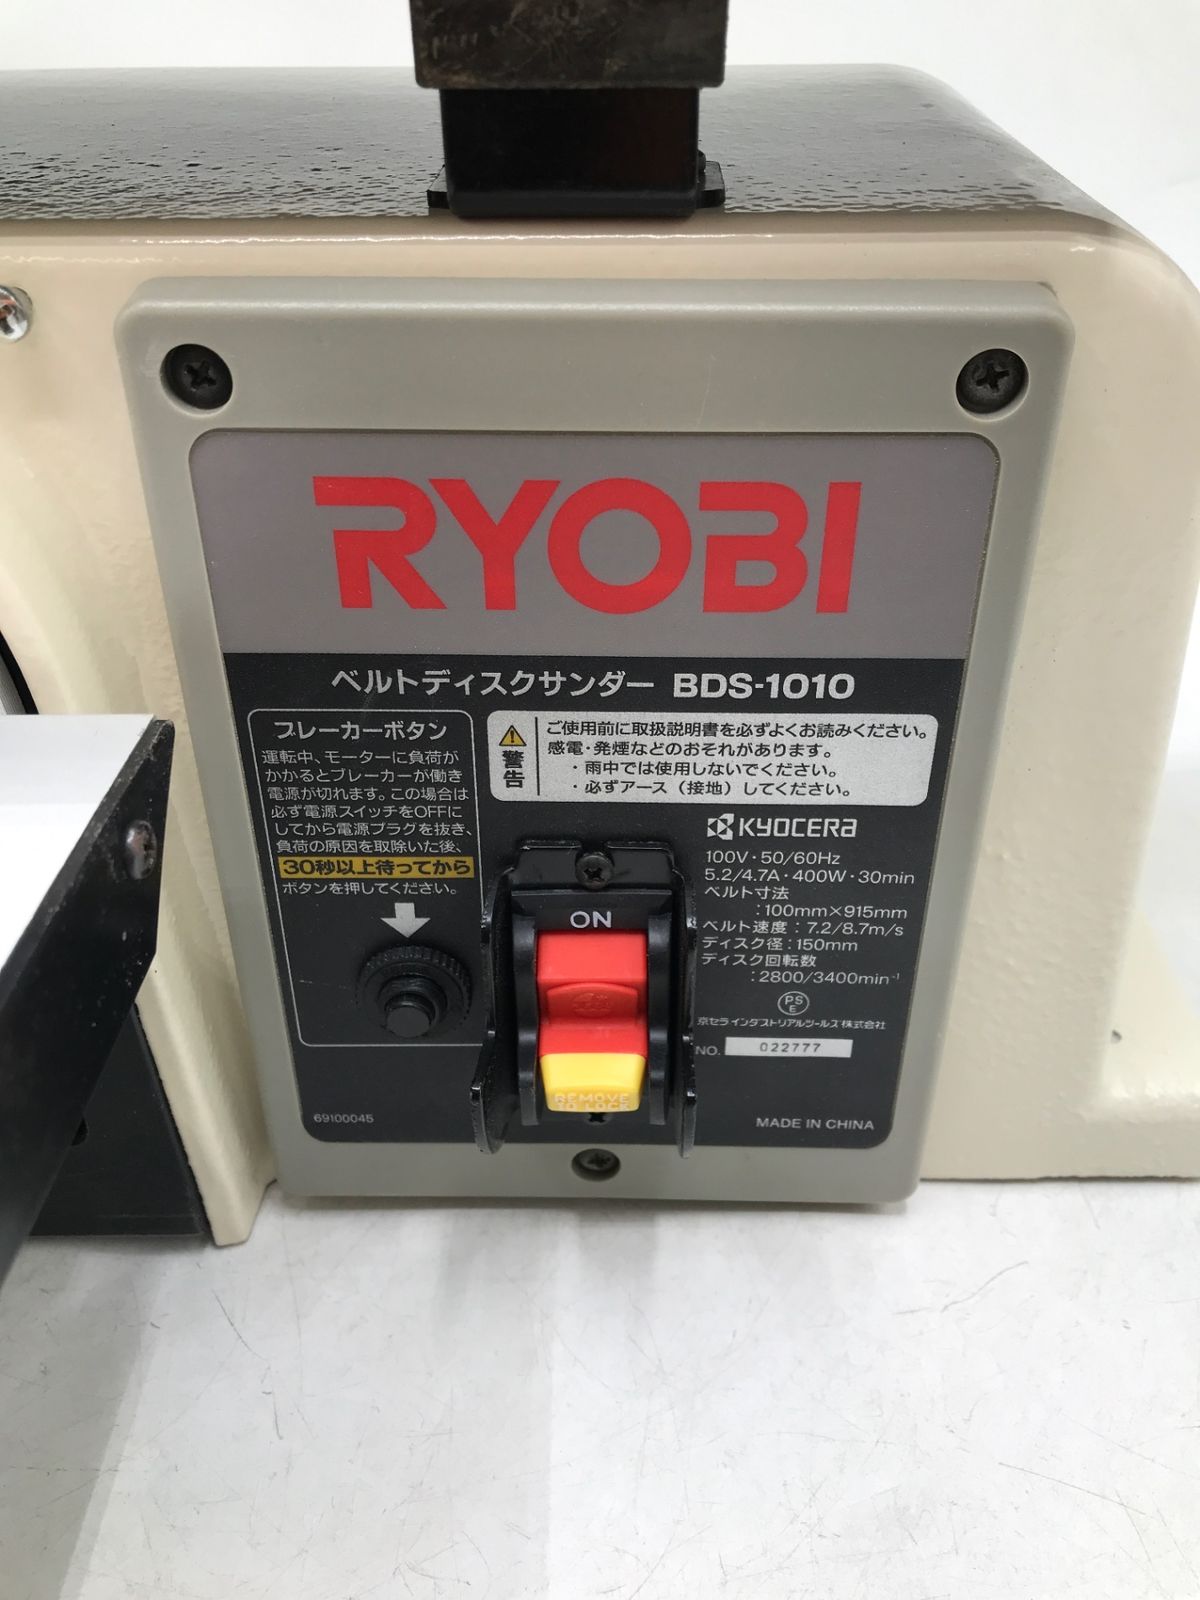 RYOBI
ベルトディスクサンダー BDS-1010
ブレーカーボタン
運転中、モーターに負荷が
かかるとブレーカーが働き
電源が切れます。この場合は
必ず電源スイッチをOFFに
してから電源プラグを抜き、
負荷の原因を取除いた後、
30秒以上待ってから
ボタンを押してください。
警告
ご使用前に取扱説明書を必ずよくお読みください。
感電・発煙などのおそれがあります。
・雨中では使用しないでください。
・必ずアース（接地）してください。
KYOCERA
100V・50/60Hz
5.2/4.7A・400W・30min
ベルト寸法
:100mm×915mm
ベルト速度：7.2/8.7m/s
ディスク径：150mm
ディスク回転数
:2800/3400min⁻¹
PS
E
京セラインダストリアルツールズ株式会社
NO. 022777
ON
REMOVE
TO LOCK
69100045
MADE IN CHINA